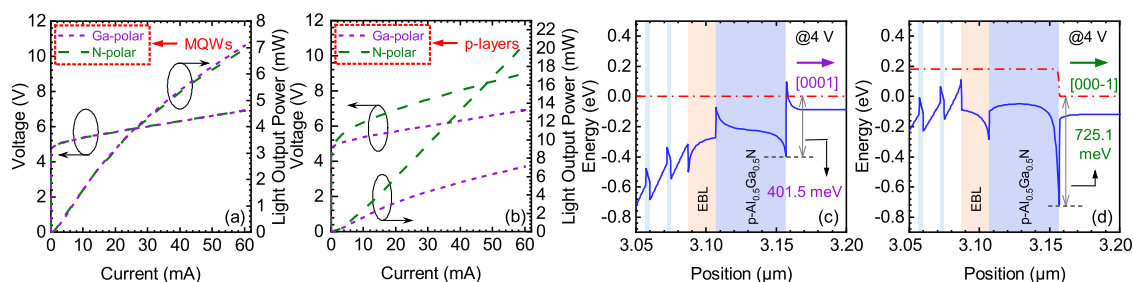 12
10
8
6
4
2
0
Voltage (V)
Ga-polar
N-polar
MQWs
(a)
0 10 20 30 40 50 60
Current (mA)
8
7
6
5
4
3
2
1
0
Light Output Power (mW)
12
10
8
6
4
2
0
Voltage (V)
Ga-polar
N-polar
p-layers
(b)
0 10 20 30 40 50 60
Current (mA)
22
20
18
16
14
12
10
8
6
4
2
0
Light Output Power (mW)
0.4
0.2
0.0
-0.2
-0.4
-0.6
-0.8
Energy (eV)
@4 V
[0001]
EBL
p-Al0.5Ga0.5N
401.5 meV
(c)
3.05 3.10 3.15 3.20
Position (μm)
0.4
0.2
0.0
-0.2
-0.4
-0.6
-0.8
Energy (eV)
@4 V
[000-1]
EBL
p-Al0.5Ga0.5N
725.1
meV
(d)
3.05 3.10 3.15 3.20
Position (μm)